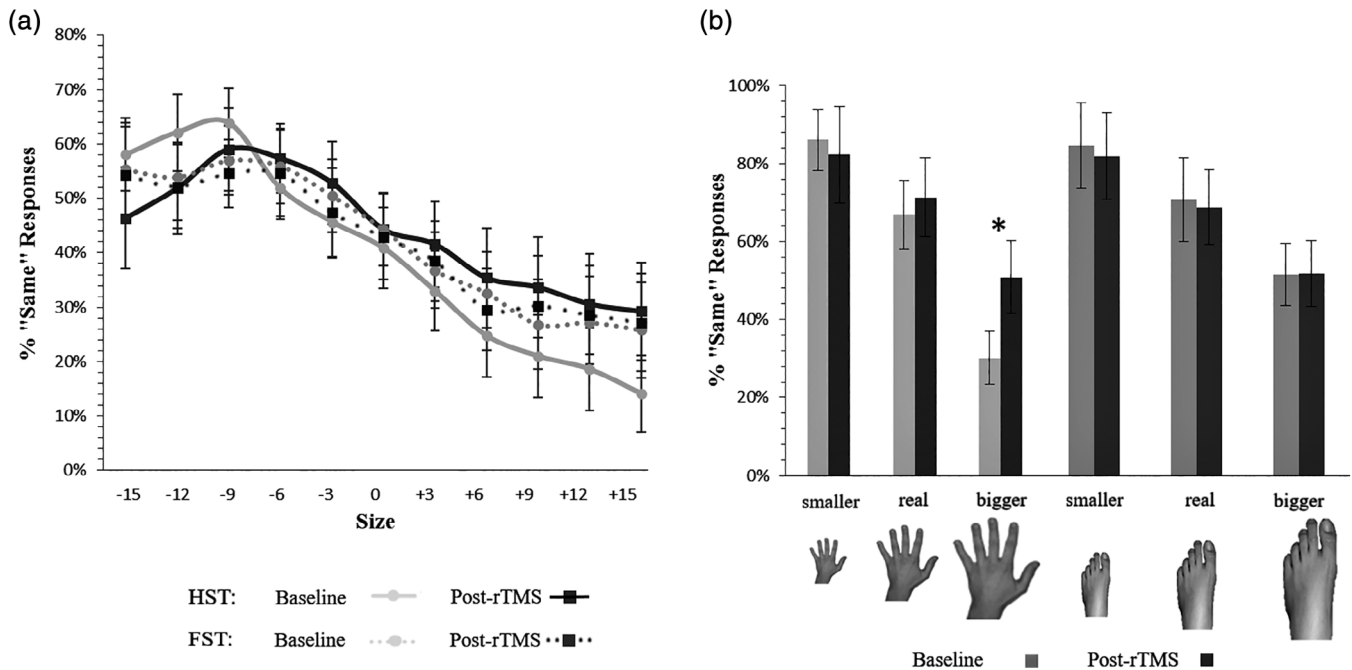 (a)
80%
70%
60%
50%
40%
30%
20%
10%
0%
% "Same" Responses
-15 -12 -9 -6 -3 0 +3 +6 +9 +12 +15
Size
HST: Baseline Post-rTMS
FST: Baseline Post-rTMS
(b)
100%
80%
60%
40%
20%
0%
% "Same" Responses
*
smaller real bigger smaller real bigger
Baseline Post-rTMS